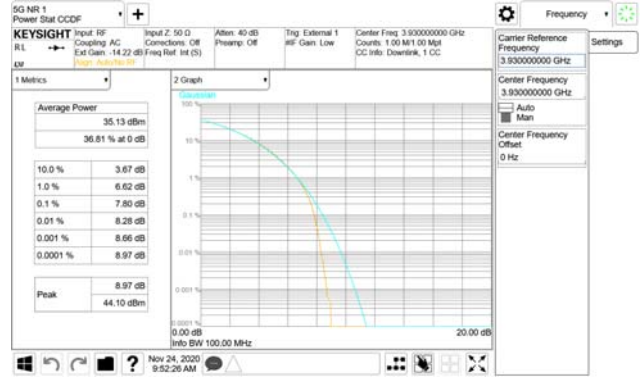 5G NR 1
Power Stat CCDF
Frequency
KEYSIGHT
RL
Input: RF
Coupling: AC
Ext Gain: -14.22 dB
Align: Auto/No RF
Input Z: 50 Ω
Corrections: Off
Freq Ref: Int (S)
Atten: 40 dB
Preamp: Off
Trig: External 1
#IF Gain: Low
Center Freq: 3.930000000 GHz
Counts: 1.00 M/1.00 Mpt
CC Info: Downlink, 1 CC
Carrier Reference
Frequency
3.930000000 GHz
Settings
Center Frequency
3.930000000 GHz
Auto
Man
Center Frequency
Offset
0 Hz
1 Metrics
Average Power
35.13 dBm
36.81 % at 0 dB
10.0 % 3.67 dB
1.0 % 6.62 dB
0.1 % 7.80 dB
0.01 % 8.28 dB
0.001 % 8.66 dB
0.0001 % 8.97 dB
Peak
8.97 dB
44.10 dBm
2 Graph
Gaussian
100 %
10 %
1 %
0.1 %
0.01 %
0.001 %
0.0001 %
0.00 dB
20.00 dB
Info BW 100.00 MHz
Nov 24, 2020
9:52:26 AM